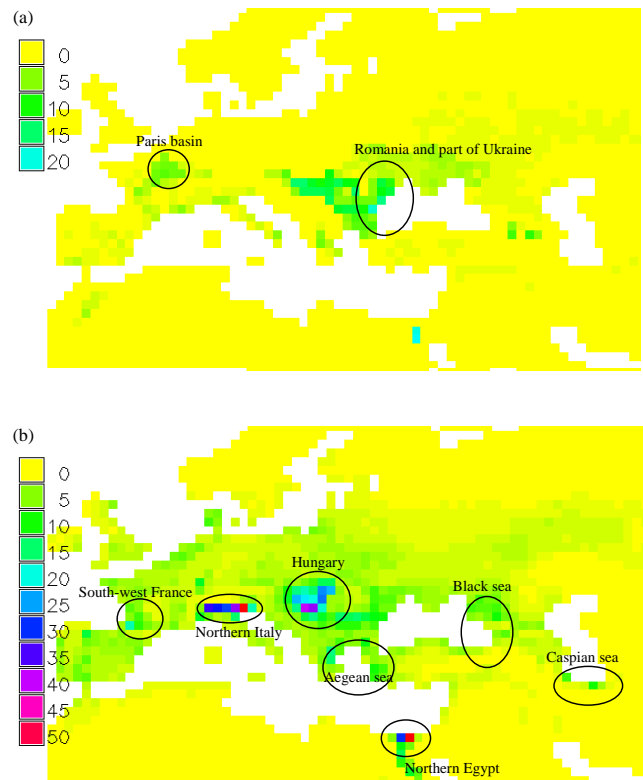 (a)
0
5
10
15
20
Paris basin
Romania and part of Ukraine
(b)
0
5
10
15
20
25
30
35
40
45
50
South-west France
Northern Italy
Hungary
Aegean sea
Black sea
Caspian sea
Northern Egypt